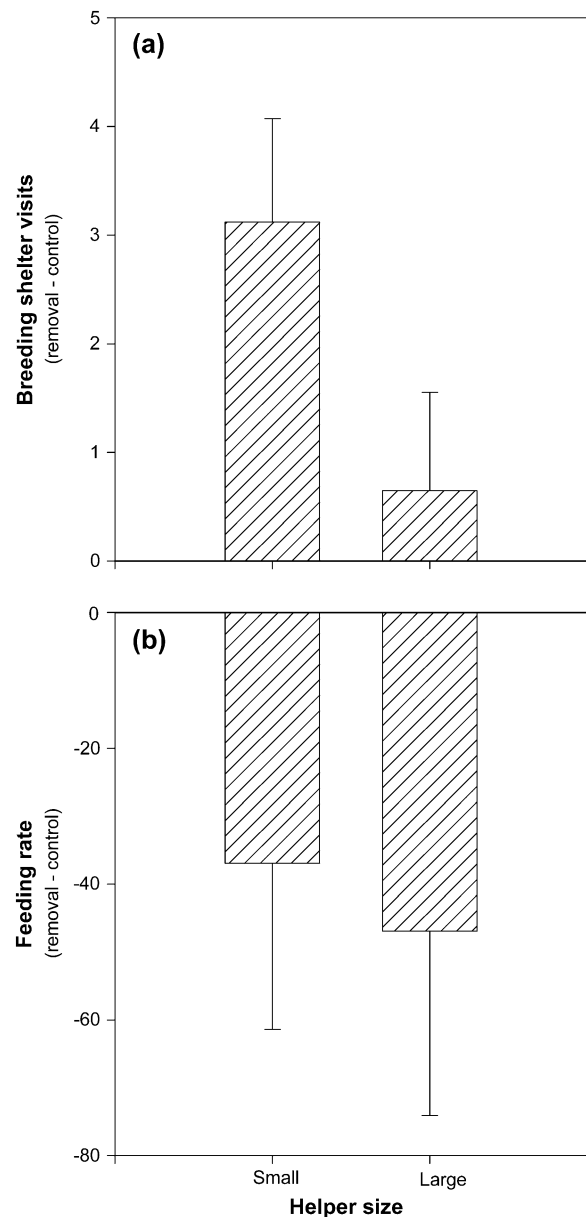 5
(a)
4
3
2
1
0
Breeding shelter visits
(removal - control)
0
(b)
-20
-40
-60
-80
Feeding rate
(removal - control)
Small
Large
Helper size